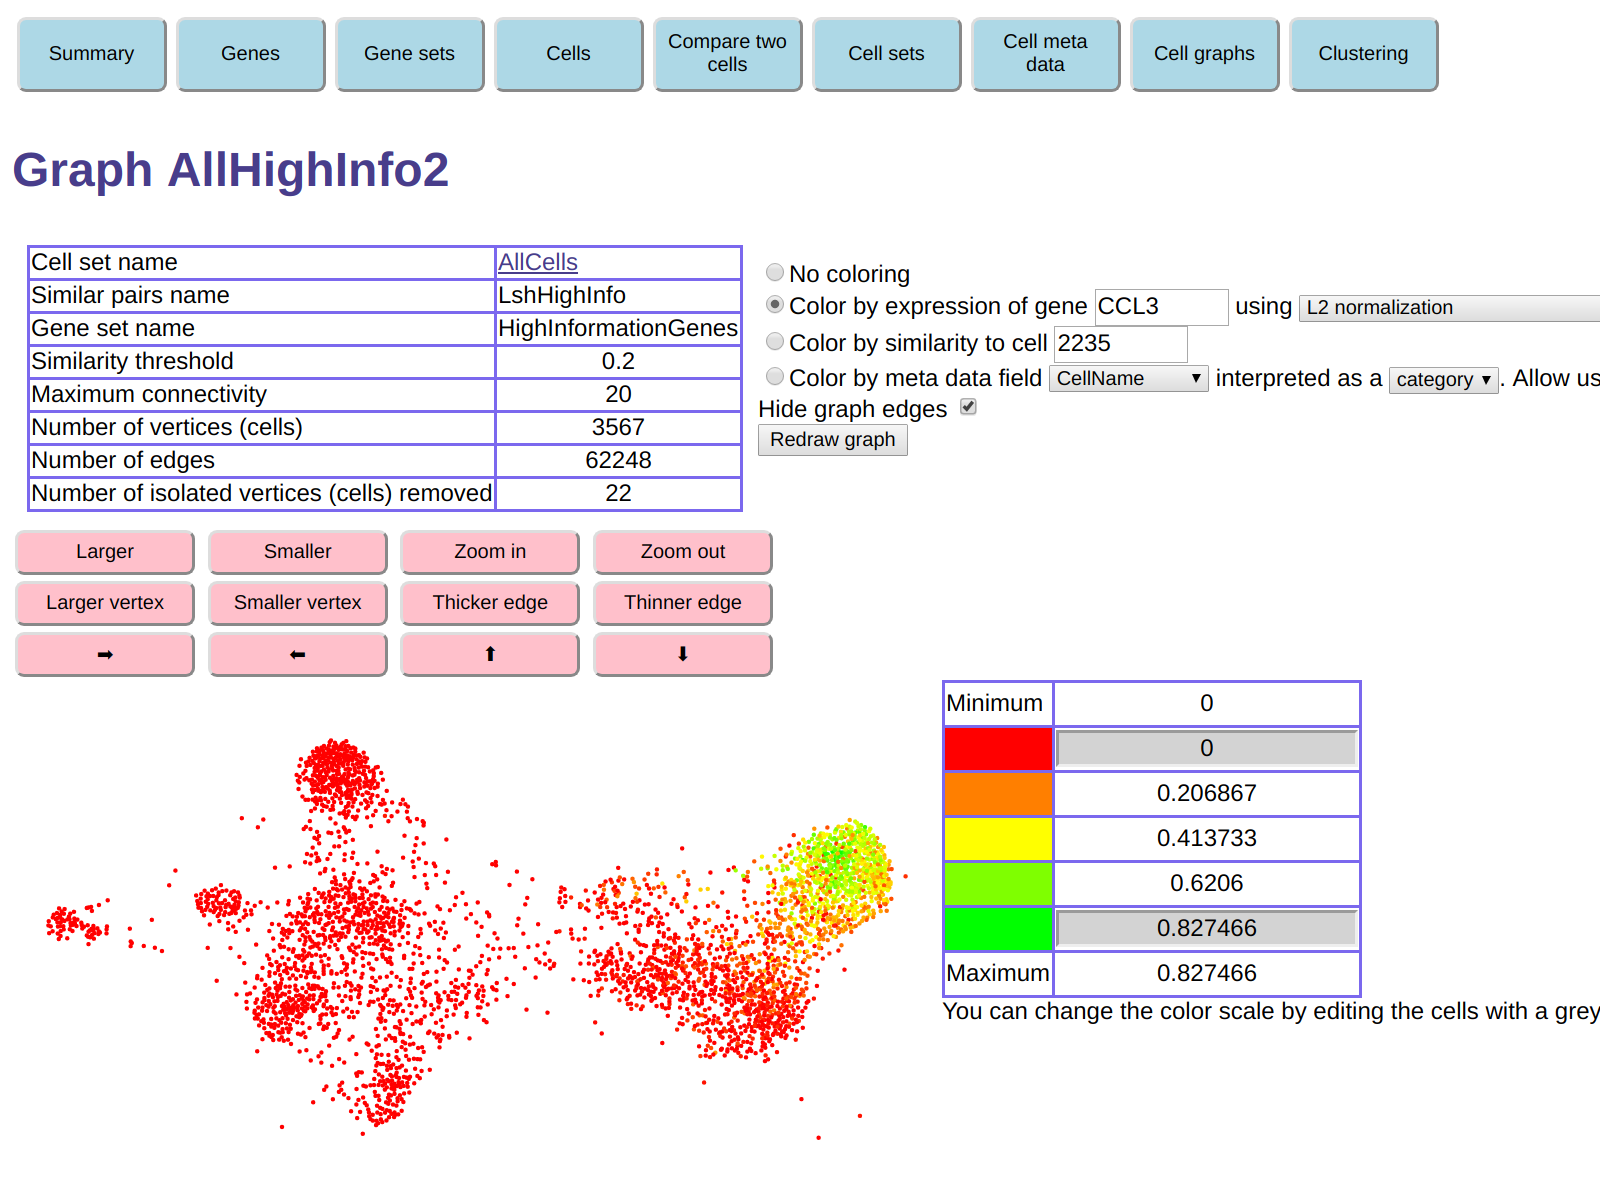 Summary
Genes
Gene sets
Cells
Compare two
cells
Cell sets
Cell meta
data
Cell graphs
Clustering
Graph AllHighInfo2
Cell set name AllCells
Similar pairs name LshHighInfo
Gene set name HighInformationGenes
Similarity threshold 0.2
Maximum connectivity 20
Number of vertices (cells) 3567
Number of edges 62248
Number of isolated vertices (cells) removed 22
No coloring
Color by expression of gene CCL3 using L2 normalization
Color by similarity to cell 2235
Color by meta data field CellName interpreted as a category . Allow us
Hide graph edges
Redraw graph
Larger Smaller Zoom in Zoom out
Larger vertex Smaller vertex Thicker edge Thinner edge
➡ ⬅ ⬆ ⬇
Minimum 0
0
0.206867
0.413733
0.6206
0.827466
Maximum 0.827466
You can change the color scale by editing the cells with a grey